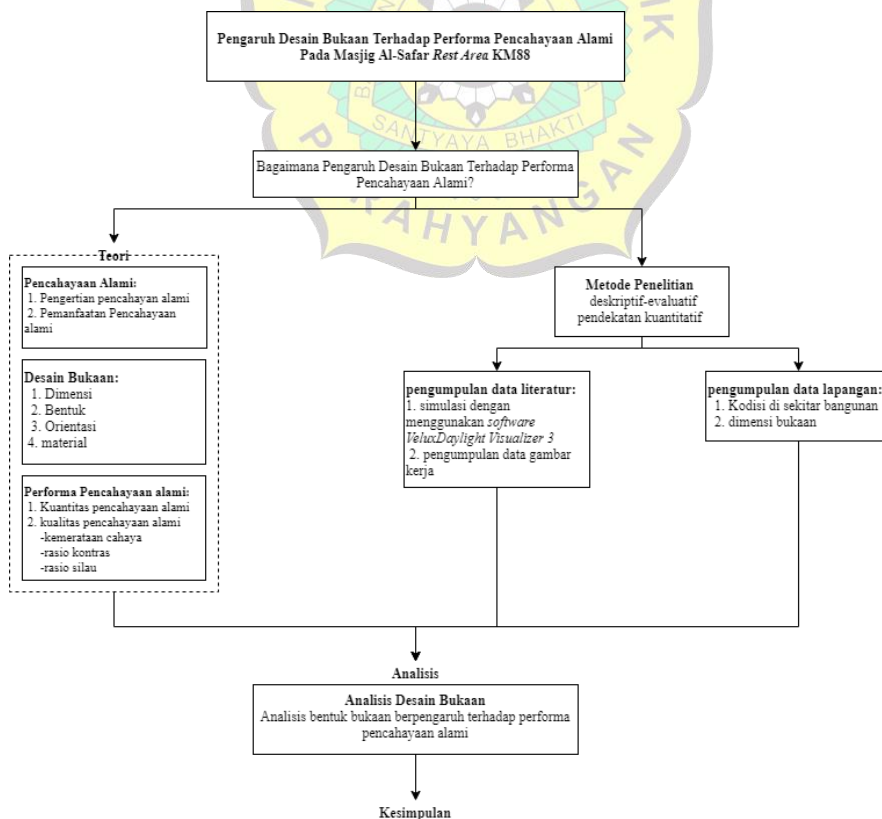 Pengaruh Desain Bukaan Terhadap Performa Pencahayaan Alami
Pada Masjig Al-Safar Rest Area KM88
SANTYAYA BHAKTI
PARAHYANGAN
Bagaimana Pengaruh Desain Bukaan Terhadap Performa
Pencahayaan Alami?
Teori
Pencahayaan Alami:
1. Pengertian pencahayan alami
2. Pemanfaatan Pencahayaan
alami
Desain Bukaan:
1. Dimensi
2. Bentuk
3. Orientasi
4. material
Performa Pencahayaan alami:
1. Kuantitas pencahayaan alami
2. kualitas pencahayaan alami
-kemerataan cahaya
-rasio kontras
-rasio silau
Metode Penelitian
deskriptif-evaluatif
pendekatan kuantitatif
pengumpulan data literatur:
1. simulasi dengan
menggunakan software
VeluxDaylight Visualizer 3
2. pengumpulan data gambar
kerja
pengumpulan data lapangan:
1. Kodisi di sekitar bangunan
2. dimensi bukaan
Analisis
Analisis Desain Bukaan
Analisis bentuk bukaan berpengaruh terhadap performa
pencahayaan alami
Kesimpulan